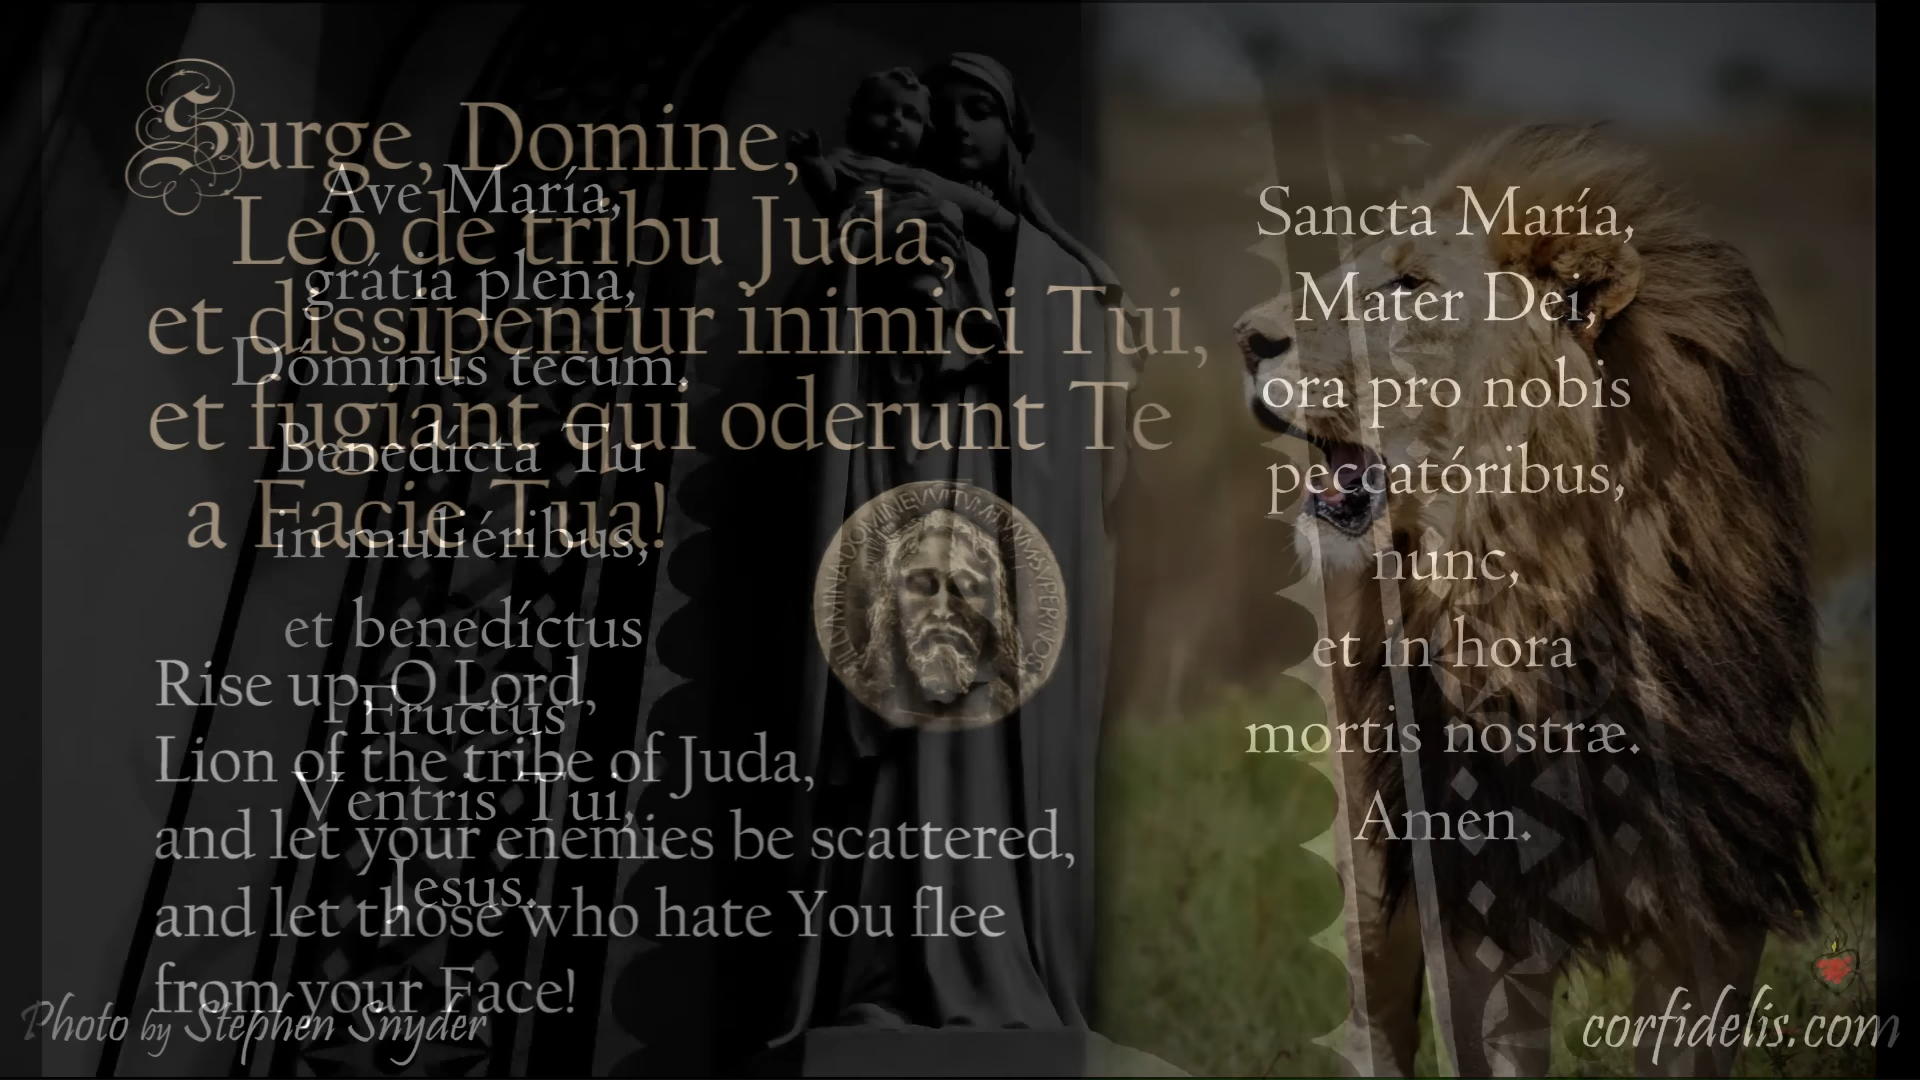 Surge, Domine,
Leo de tribu Juda,
et dissipentur inimici Tui,
et fugiant qui oderunt Te
a Facie Tua!
Rise up, O Lord,
Lion of the tribe of Juda,
and let your enemies be scattered,
and let those who hate You flee
from your Face!
Ave María,
grátia plena,
Dóminus tecum.
Benedícta Tu
in muliéribus,
et benedíctus
Fructus
Ventris Tui,
Jesus.
Sancta María,
Mater Dei,
ora pro nobis
peccatóribus,
nunc,
et in hora
mortis nostræ.
Amen.
Photo by Stephen Snyder
corfidelis.com